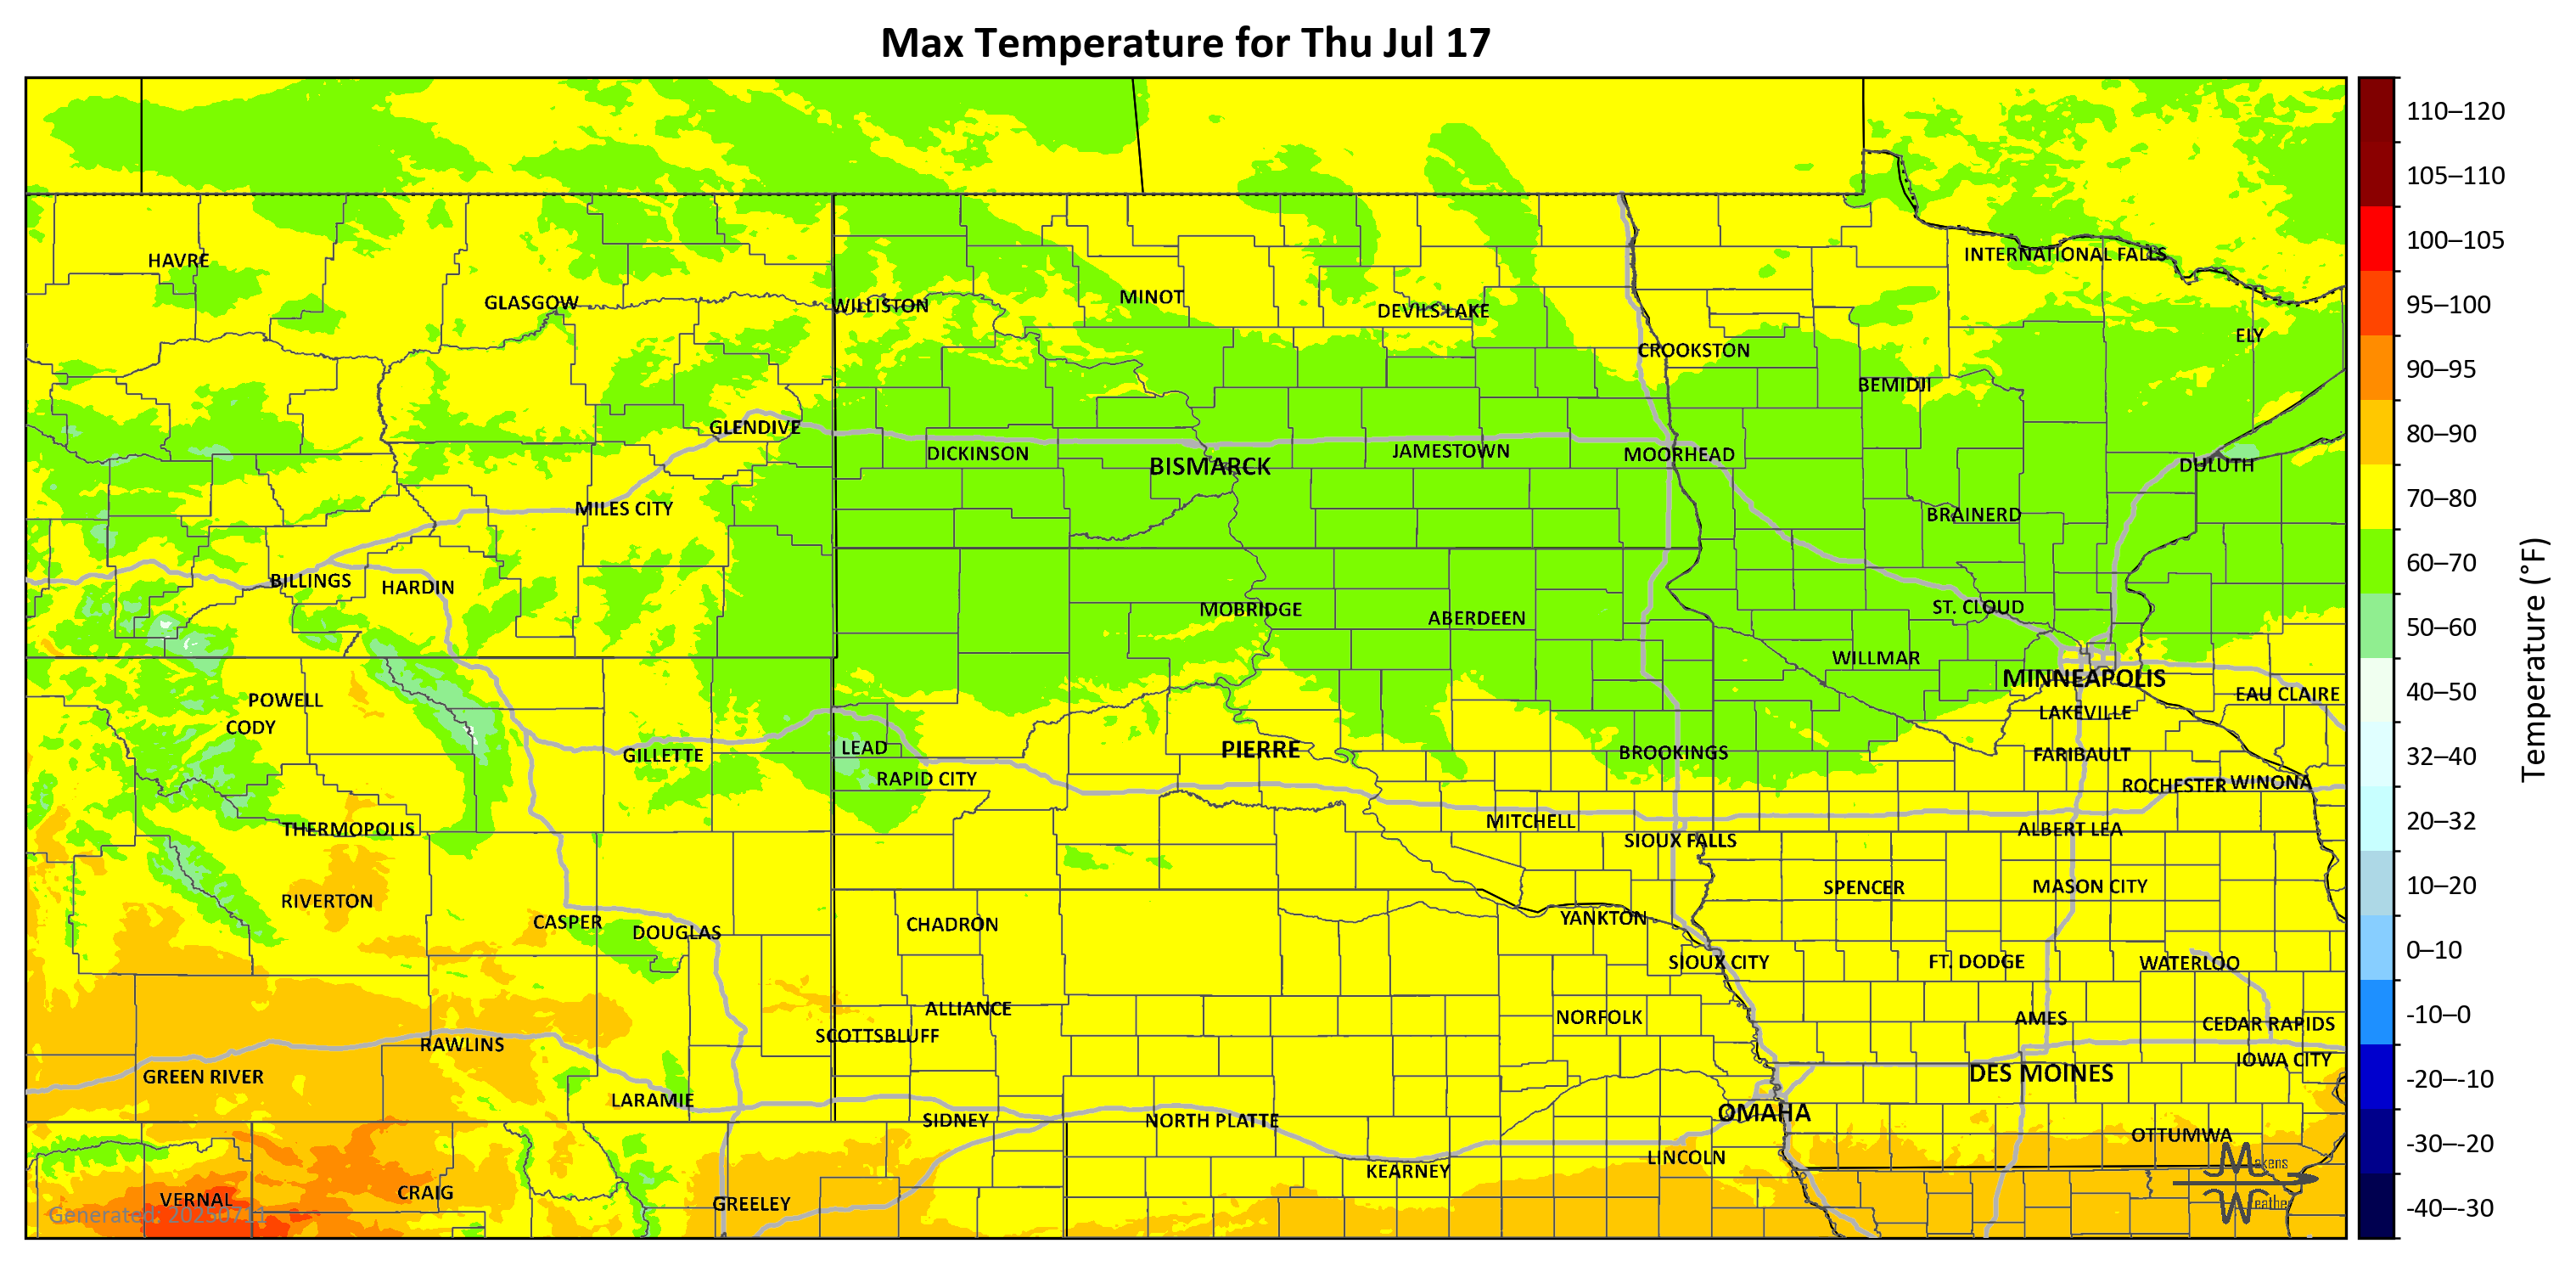 Max Temperature for Thu Jul 17
110–120
105–110
100–105
95–100
90–95
80–90
70–80
60–70
50–60
40–50
32–40
20–32
10–20
0–10
-10–0
-20–-10
-30–-20
-40–-30
Temperature (°F)
HAVRE
INTERNATIONAL FALLS
GLASGOW
WILLISTON
MINOT
DEVILS LAKE
ELY
CROOKSTON
BEMIDJI
GLENDIVE
DICKINSON
BISMARCK
JAMESTOWN
MOORHEAD
DULUTH
MILES CITY
BRAINERD
BILLINGS
HARDIN
MOBRIDGE
ABERDEEN
ST. CLOUD
WILLMAR
MINNEAPOLIS
POWELL
EAU CLAIRE
CODY
LAKEVILLE
GILLETTE
LEAD
PIERRE
BROOKINGS
FARIBAULT
RAPID CITY
ROCHESTER
WINONA
THERMOPOLIS
MITCHELL
SIOUX FALLS
ALBERT LEA
RIVERTON
SPENCER
MASON CITY
CASPER
DOUGLAS
CHADRON
YANKTON
SIOUX CITY
FT. DODGE
WATERLOO
ALLIANCE
NORFOLK
AMES
CEDAR RAPIDS
SCOTTSBLUFF
RAWLINS
IOWA CITY
GREEN RIVER
DES MOINES
LARAMIE
SIDNEY
NORTH PLATTE
OMAHA
OTTUMWA
LINCOLN
KEARNEY
VERNAL
CRAIG
GREELEY
Generated: 20250711
Makens
Weather